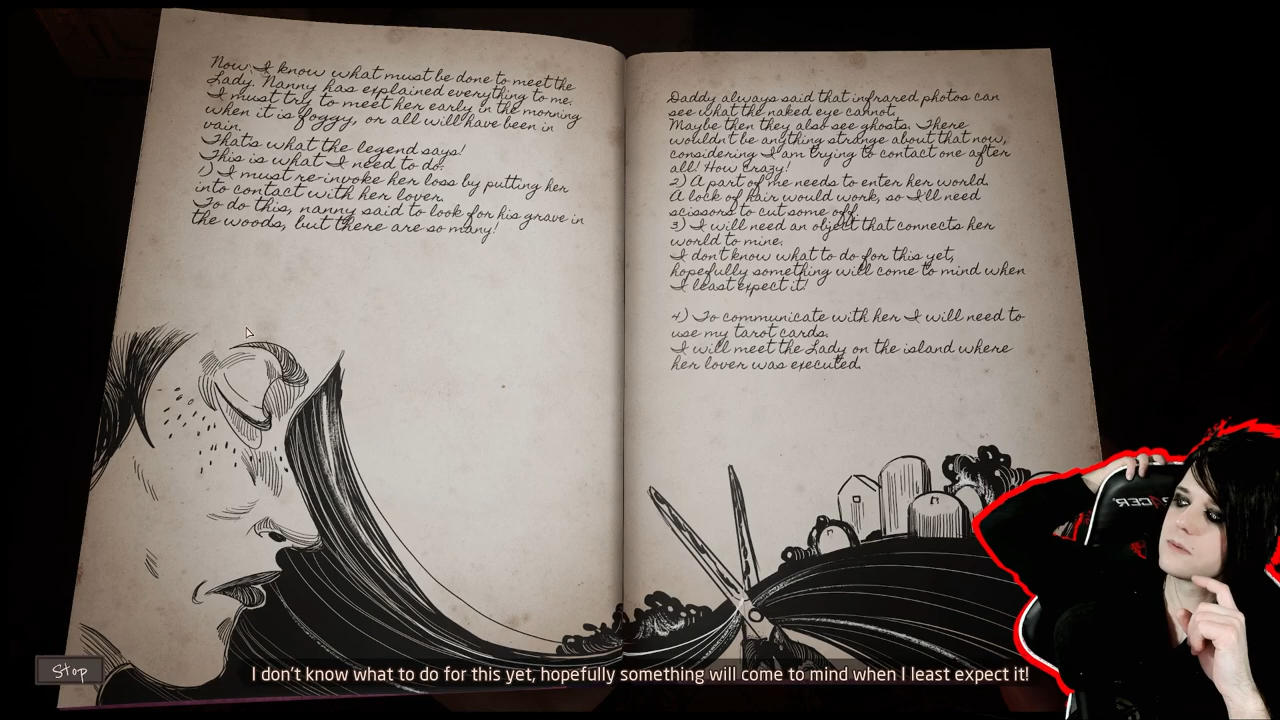 Now I know what must be done to meet the
Lady. Nanny has explained everything to me.
I must try to meet her early in the morning
when it is foggy, or all will have been in
vain.
That's what the legend says!
This is what I need to do:
1) I must re-invoke her loss by putting her
into contact with her lover.
To do this, nanny said to look for his grave in
the woods, but there are so many!
Daddy always said that infrared photos can
see what the naked eye cannot.
Maybe then they also see ghosts. There
wouldn't be anything strange about that now,
considering I am trying to contact one after
all! How crazy!
2) A part of me needs to enter her world.
A lock of hair would work, so I'll need
scissors to cut some off.
3) I will need an object that connects her
world to mine.
I don't know what to do for this yet,
hopefully something will come to mind when
I least expect it!
4) To communicate with her I will need to
use my tarot cards.
I will meet the Lady on the island where
her lover was executed.
Stop
I don't know what to do for this yet, hopefully something will come to mind when I least expect it!